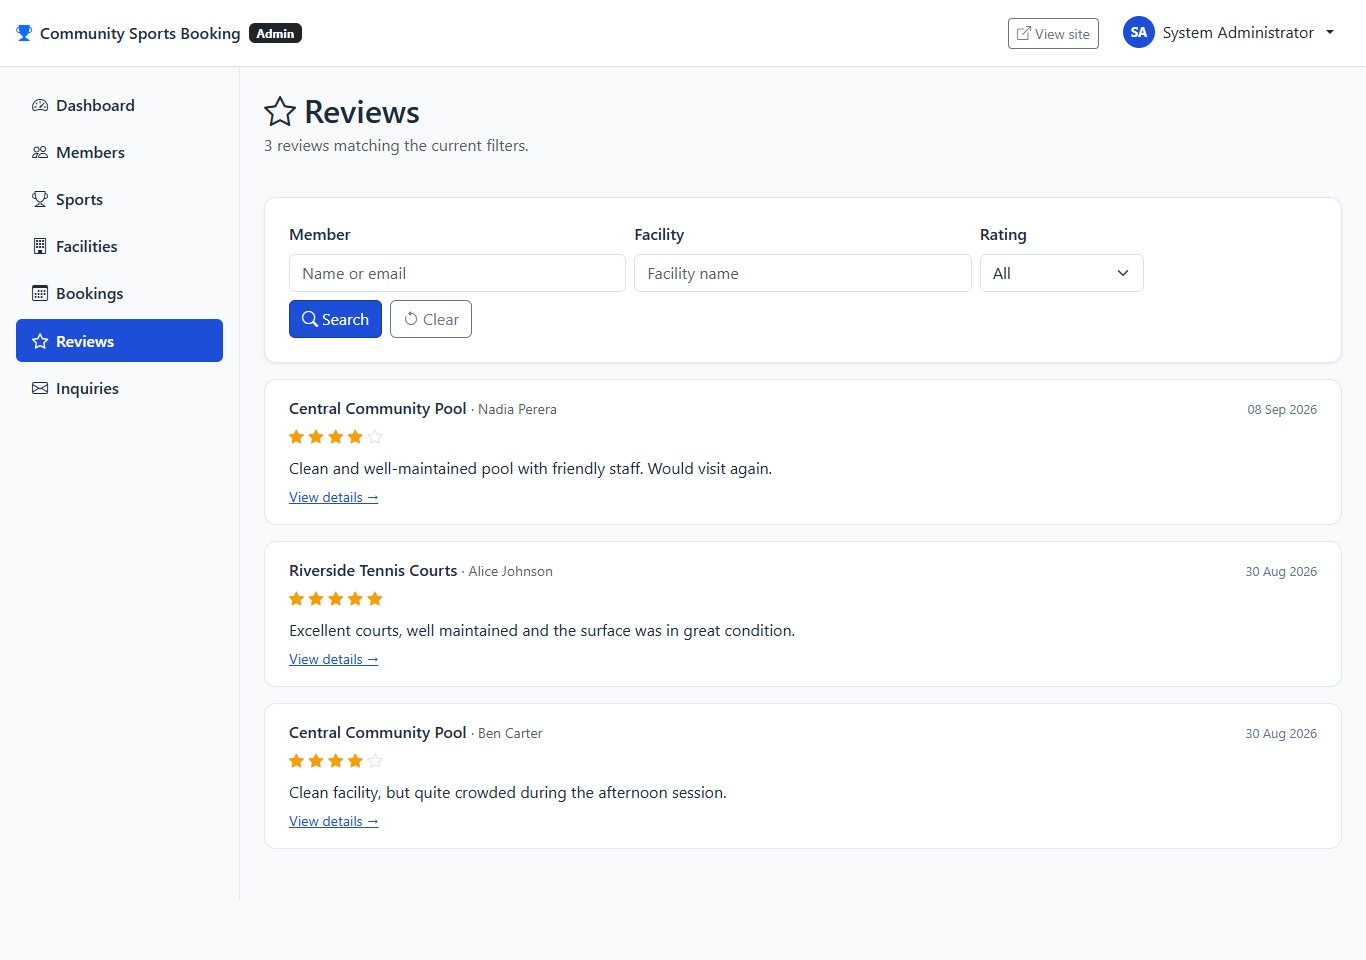 Community Sports Booking Admin
View site
SA System Administrator
Dashboard
Members
Sports
Facilities
Bookings
Reviews
Inquiries
Reviews
3 reviews matching the current filters.
Member Facility Rating
Name or email Facility name All
Search Clear
Central Community Pool · Nadia Perera 08 Sep 2026
Clean and well-maintained pool with friendly staff. Would visit again.
View details →
Riverside Tennis Courts · Alice Johnson 30 Aug 2026
Excellent courts, well maintained and the surface was in great condition.
View details →
Central Community Pool · Ben Carter 30 Aug 2026
Clean facility, but quite crowded during the afternoon session.
View details →